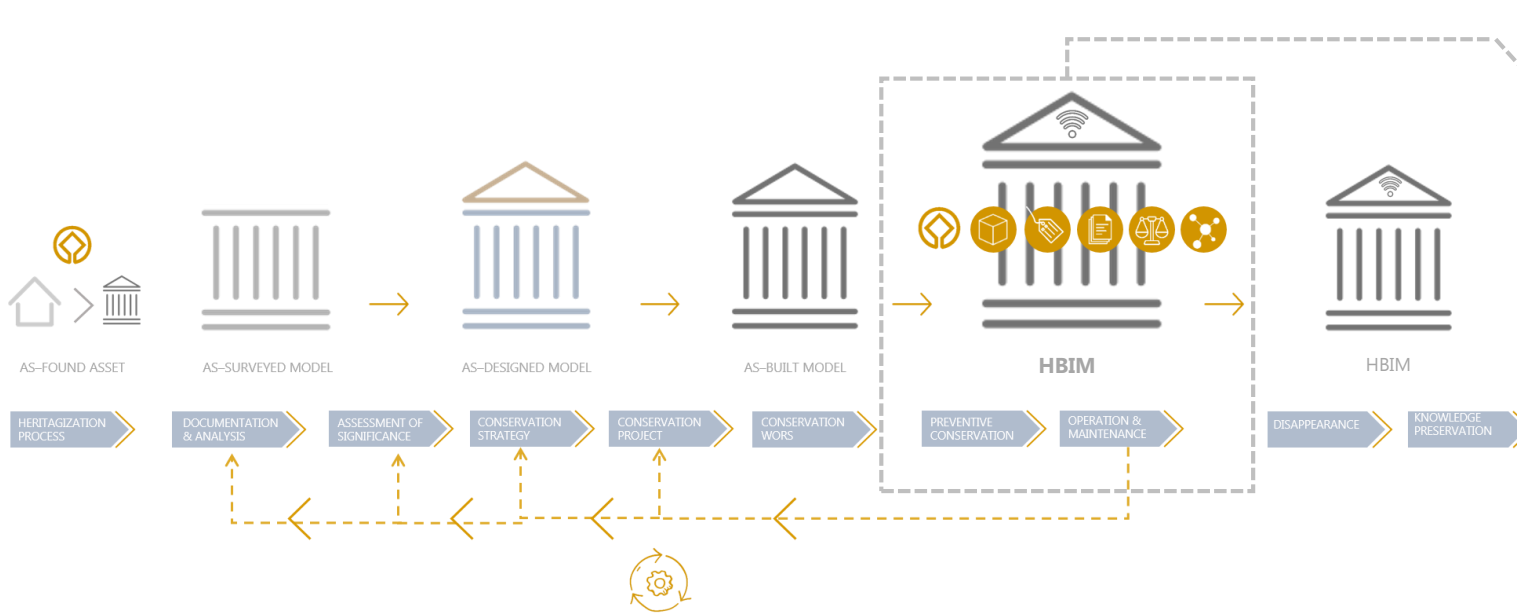 AS–FOUND ASSET
AS–SURVEYED MODEL
AS–DESIGNED MODEL
AS–BUILT MODEL
HBIM
HBIM
HERITAGIZATION
PROCESS
DOCUMENTATION
& ANALYSIS
ASSESSMENT OF
SIGNIFICANCE
CONSERVATION
STRATEGY
CONSERVATION
PROJECT
CONSERVATION
WORS
PREVENTIVE
CONSERVATION
OPERATION &
MAINTENANCE
DISAPPEARANCE
KNOWLEDGE
PRESERVATION